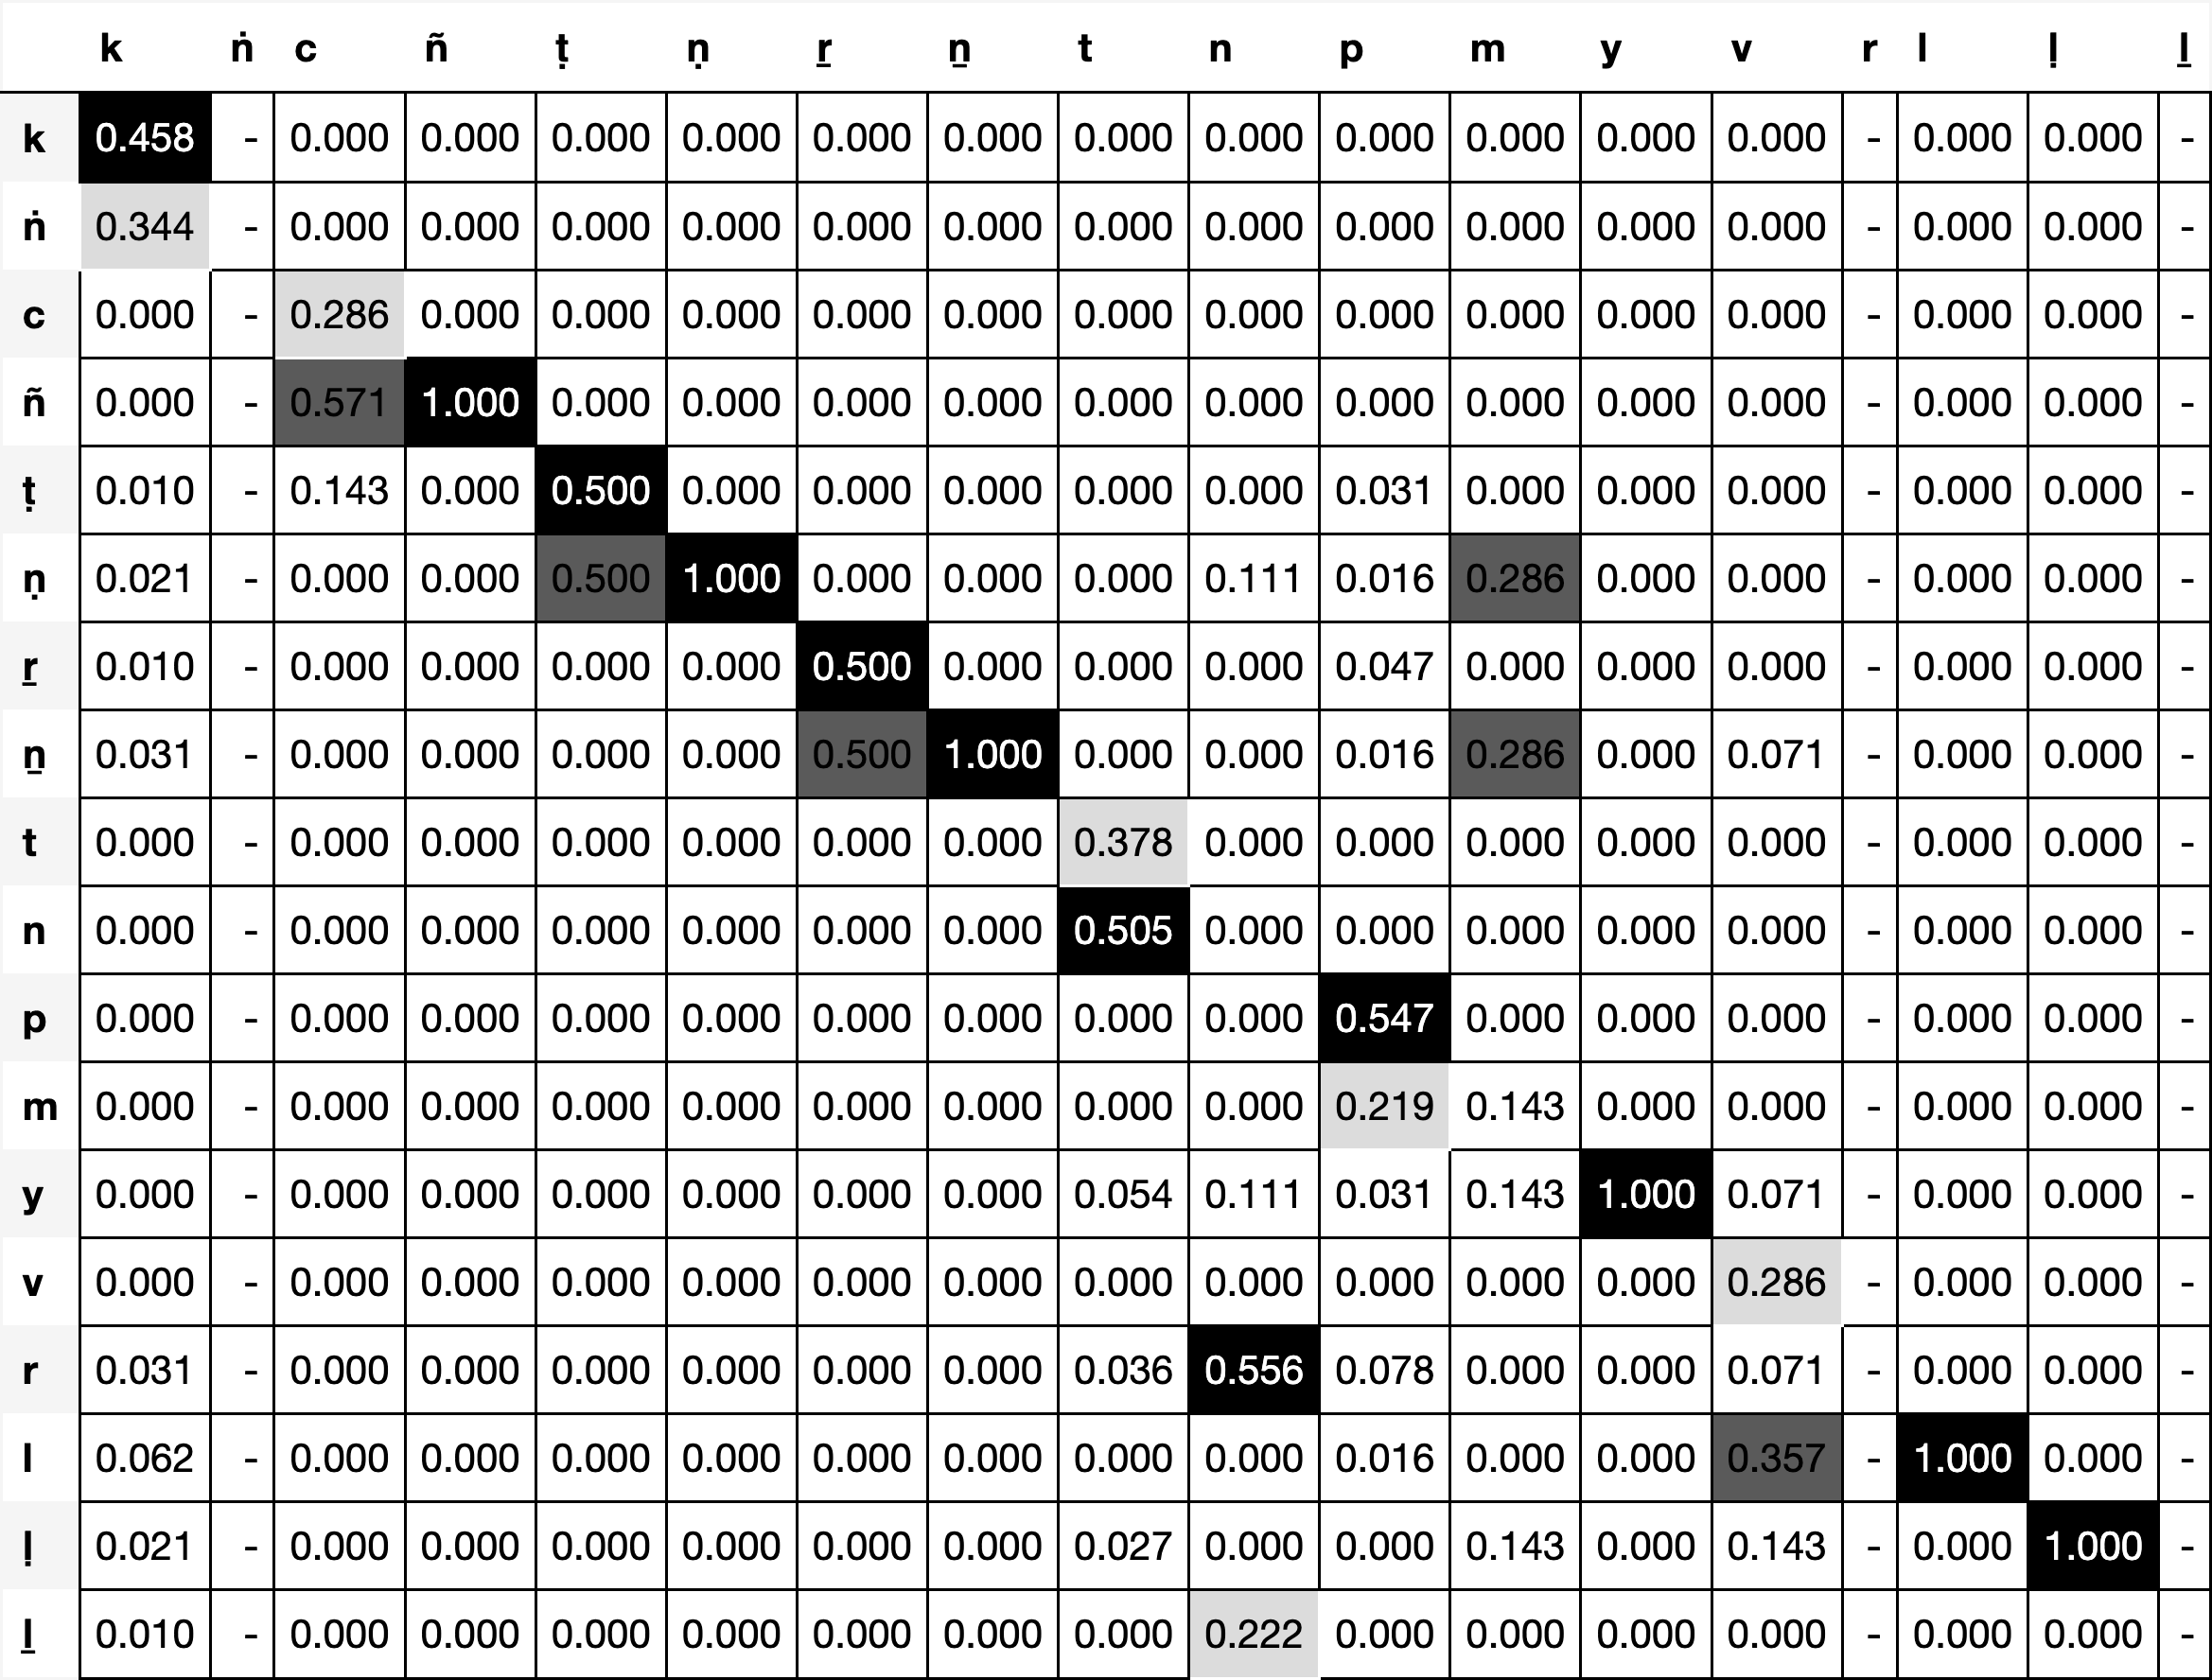 k ṅ c ñ ṭ ṇ ṟ ṉ t n p m y v r l ḷ ḻ
k 0.458 - 0.000 0.000 0.000 0.000 0.000 0.000 0.000 0.000 0.000 0.000 0.000 0.000 - 0.000 0.000 -
ṅ 0.344 - 0.000 0.000 0.000 0.000 0.000 0.000 0.000 0.000 0.000 0.000 0.000 0.000 - 0.000 0.000 -
c 0.000 - 0.286 0.000 0.000 0.000 0.000 0.000 0.000 0.000 0.000 0.000 0.000 0.000 - 0.000 0.000 -
ñ 0.000 - 0.571 1.000 0.000 0.000 0.000 0.000 0.000 0.000 0.000 0.000 0.000 0.000 - 0.000 0.000 -
ṭ 0.010 - 0.143 0.000 0.500 0.000 0.000 0.000 0.000 0.000 0.031 0.000 0.000 0.000 - 0.000 0.000 -
ṇ 0.021 - 0.000 0.000 0.500 1.000 0.000 0.000 0.000 0.111 0.016 0.286 0.000 0.000 - 0.000 0.000 -
ṟ 0.010 - 0.000 0.000 0.000 0.000 0.500 0.000 0.000 0.000 0.047 0.000 0.000 0.000 - 0.000 0.000 -
ṉ 0.031 - 0.000 0.000 0.000 0.000 0.500 1.000 0.000 0.000 0.016 0.286 0.000 0.071 - 0.000 0.000 -
t 0.000 - 0.000 0.000 0.000 0.000 0.000 0.000 0.378 0.000 0.000 0.000 0.000 0.000 - 0.000 0.000 -
n 0.000 - 0.000 0.000 0.000 0.000 0.000 0.000 0.505 0.000 0.000 0.000 0.000 0.000 - 0.000 0.000 -
p 0.000 - 0.000 0.000 0.000 0.000 0.000 0.000 0.000 0.000 0.547 0.000 0.000 0.000 - 0.000 0.000 -
m 0.000 - 0.000 0.000 0.000 0.000 0.000 0.000 0.000 0.000 0.219 0.143 0.000 0.000 - 0.000 0.000 -
y 0.000 - 0.000 0.000 0.000 0.000 0.000 0.000 0.054 0.111 0.031 0.143 1.000 0.071 - 0.000 0.000 -
v 0.000 - 0.000 0.000 0.000 0.000 0.000 0.000 0.000 0.000 0.000 0.000 0.000 0.286 - 0.000 0.000 -
r 0.031 - 0.000 0.000 0.000 0.000 0.000 0.000 0.036 0.556 0.078 0.000 0.000 0.071 - 0.000 0.000 -
l 0.062 - 0.000 0.000 0.000 0.000 0.000 0.000 0.000 0.000 0.016 0.000 0.000 0.357 - 1.000 0.000 -
ḷ 0.021 - 0.000 0.000 0.000 0.000 0.000 0.000 0.027 0.000 0.000 0.143 0.000 0.143 - 0.000 1.000 -
ḻ 0.010 - 0.000 0.000 0.000 0.000 0.000 0.000 0.000 0.222 0.000 0.000 0.000 0.000 - 0.000 0.000 -